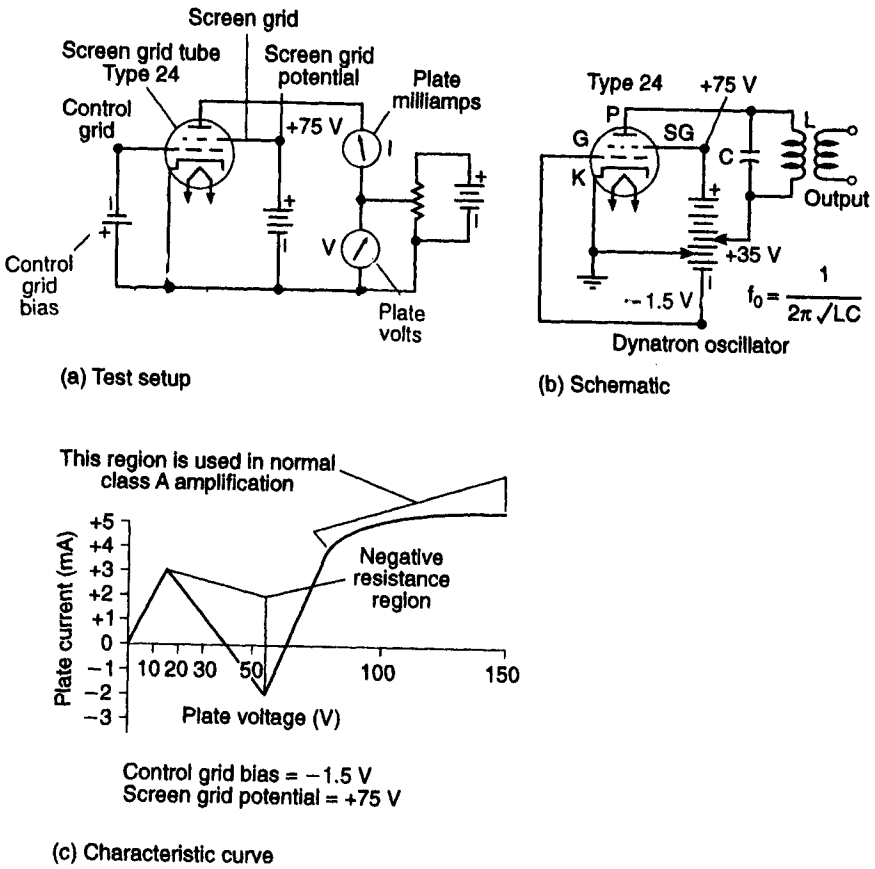 Screen grid
Screen grid tube
Type 24
Screen grid
potential
Plate
milliamps
Control
grid
+75 V
I
+
−
V
Control
grid
bias
Plate
volts
(a) Test setup
Type 24
+75 V
P
G
SG
K
C
L
Output
+
+35 V
−
−1.5 V
f₀ = 1 / 2π √LC
Dynatron oscillator
(b) Schematic
This region is used in normal
class A amplification
Negative
resistance
region
Plate current (mA)
+5
+4
+3
+2
+1
0
−1
−2
−3
10 20 30 50 100 150
Plate voltage (V)
Control grid bias = −1.5 V
Screen grid potential = +75 V
(c) Characteristic curve